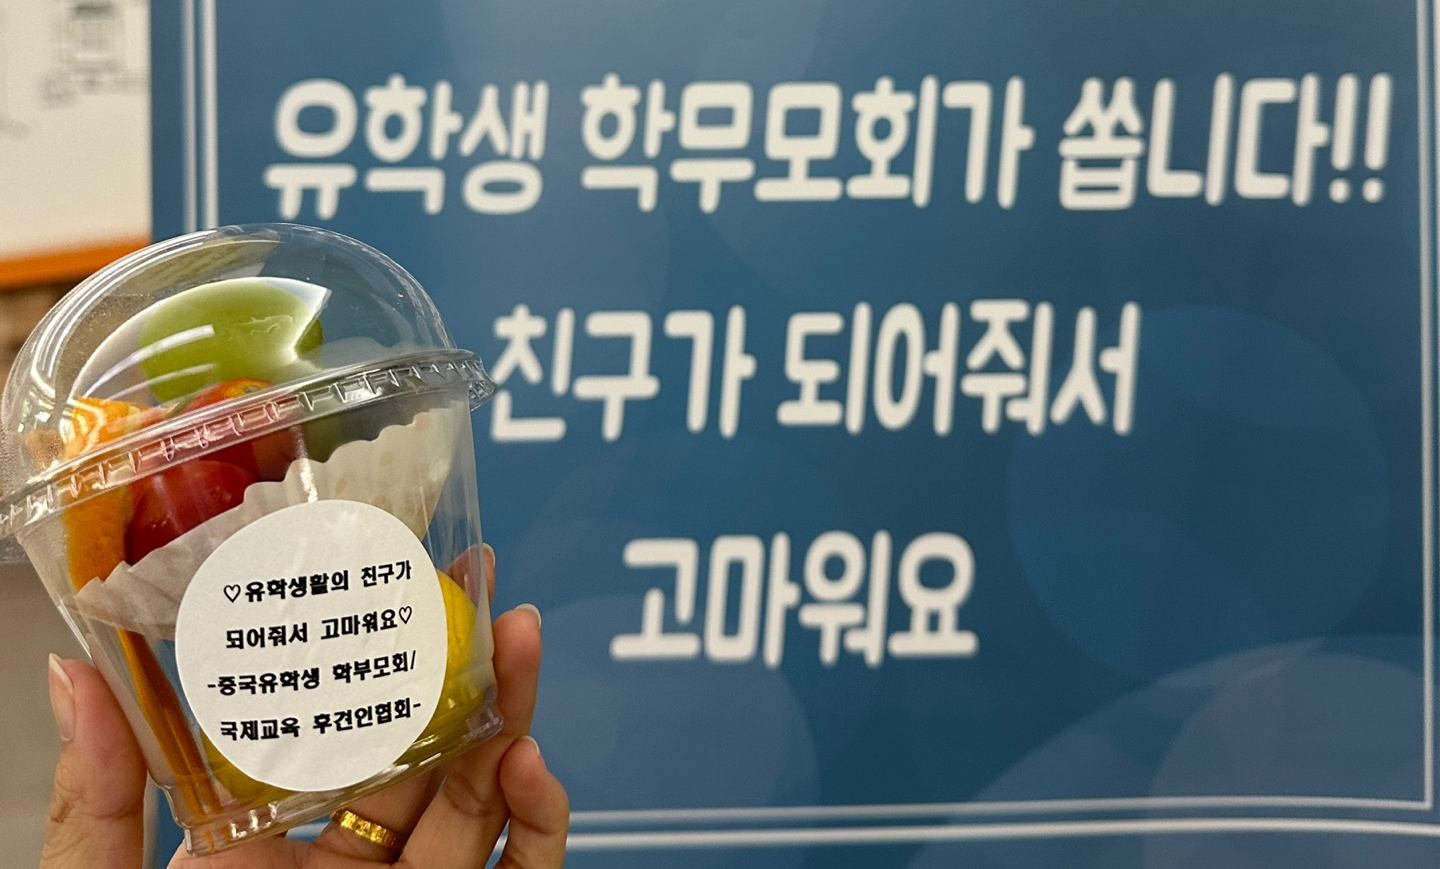 유학생 학무모회가 쏩니다!!
친구가 되어줘서
고마워요
♡유학생활의 친구가
되어줘서 고마워요♡
-중국유학생 학부모회/
국제교육 후견인협회-